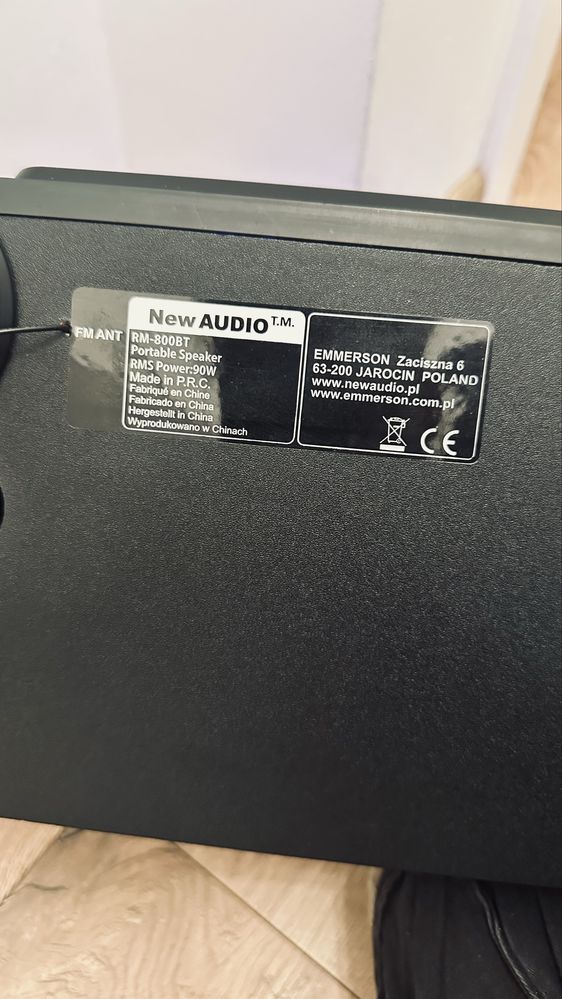 FM ANT
New AUDIO T.M.
RM-800BT
Portable Speaker
RMS Power:90W
Made in P.R.C.
Fabriqué en Chine
Fabricado en China
Hergestellt in China
Wyprodukowano w Chinach
EMMERSON Zaciszna 6
63-200 JAROCIN POLAND
www.newaudio.pl
www.emmerson.com.pl
CE